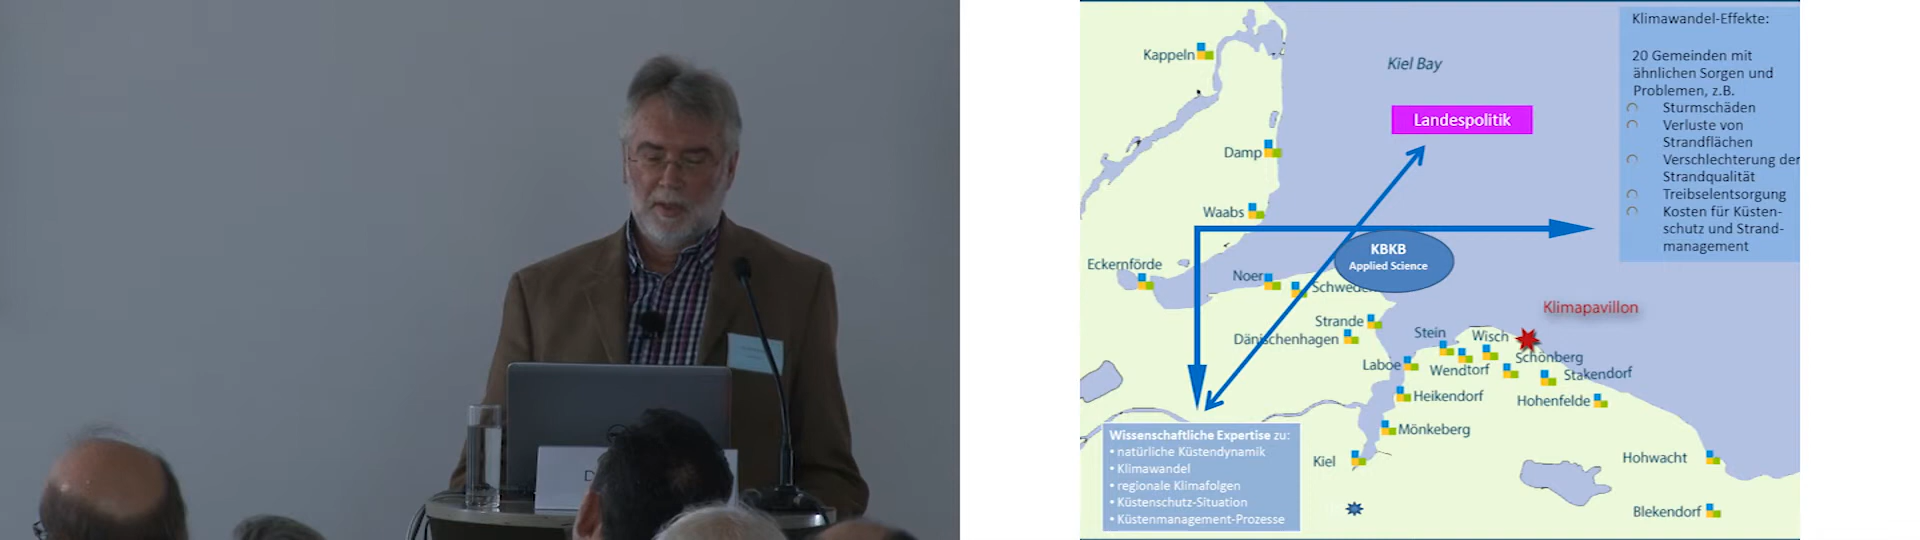 Kappeln
Kiel Bay
Landespolitik
Damp
Waabs
Eckernförde
Noer
KBKB
Applied Science
Strande
Dänischenhagen
Stein
Wisch
Klimapavillon
Schönberg
Laboe
Wendtorf
Stakendorf
Heikendorf
Hohenfelde
Mönkeberg
Kiel
Hohwacht
Blekendorf
Klimawandel-Effekte:
20 Gemeinden mit
ähnlichen Sorgen und
Problemen, z.B.
Sturmschäden
Verluste von
Strandflächen
Verschlechterung der
Strandqualität
Treibselentsorgung
Kosten für Küsten-
schutz und Strand-
management
Wissenschaftliche Expertise zu:
• natürliche Küstendynamik
• Klimawandel
• regionale Klimafolgen
• Küstenschutz-Situation
• Küstenmanagement-Prozesse